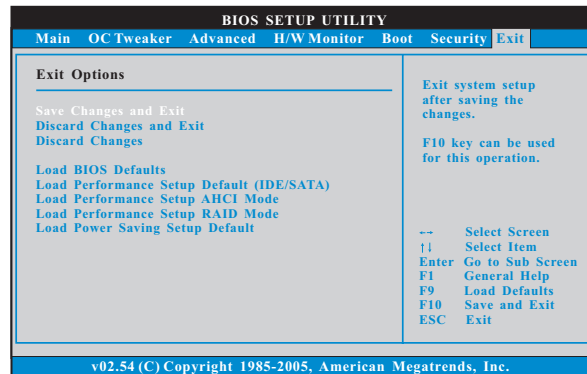 BIOS SETUP UTILITY
Main OC Tweaker Advanced H/W Monitor Boot Security Exit
Exit Options
Save Changes and Exit
Discard Changes and Exit
Discard Changes
Load BIOS Defaults
Load Performance Setup Default (IDE/SATA)
Load Performance Setup AHCI Mode
Load Performance Setup RAID Mode
Load Power Saving Setup Default
Exit system setup
after saving the
changes.
F10 key can be used
for this operation.
←→ Select Screen
↑↓ Select Item
Enter Go to Sub Screen
F1 General Help
F9 Load Defaults
F10 Save and Exit
ESC Exit
v02.54 (C) Copyright 1985-2005, American Megatrends, Inc.